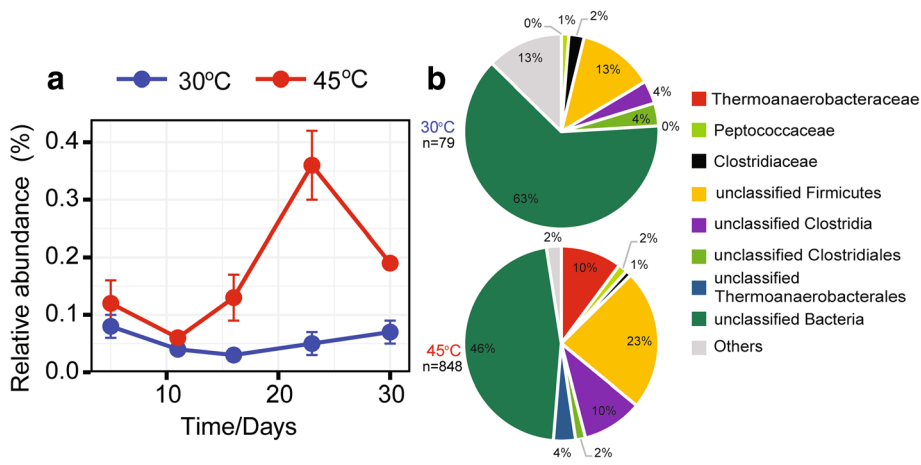 a
30°C
45°C
Relative abundance (%)
0.4
0.3
0.2
0.1
0.0
10
20
30
Time/Days
b
30°C
n=79
0%
1%
2%
13%
4%
4%
0%
63%
13%
45°C
n=848
2%
10%
2%
1%
23%
10%
2%
4%
46%
Thermoanaerobacteraceae
Peptococcaceae
Clostridiaceae
unclassified Firmicutes
unclassified Clostridia
unclassified Clostridiales
unclassified
Thermoanaerobacterales
unclassified Bacteria
Others